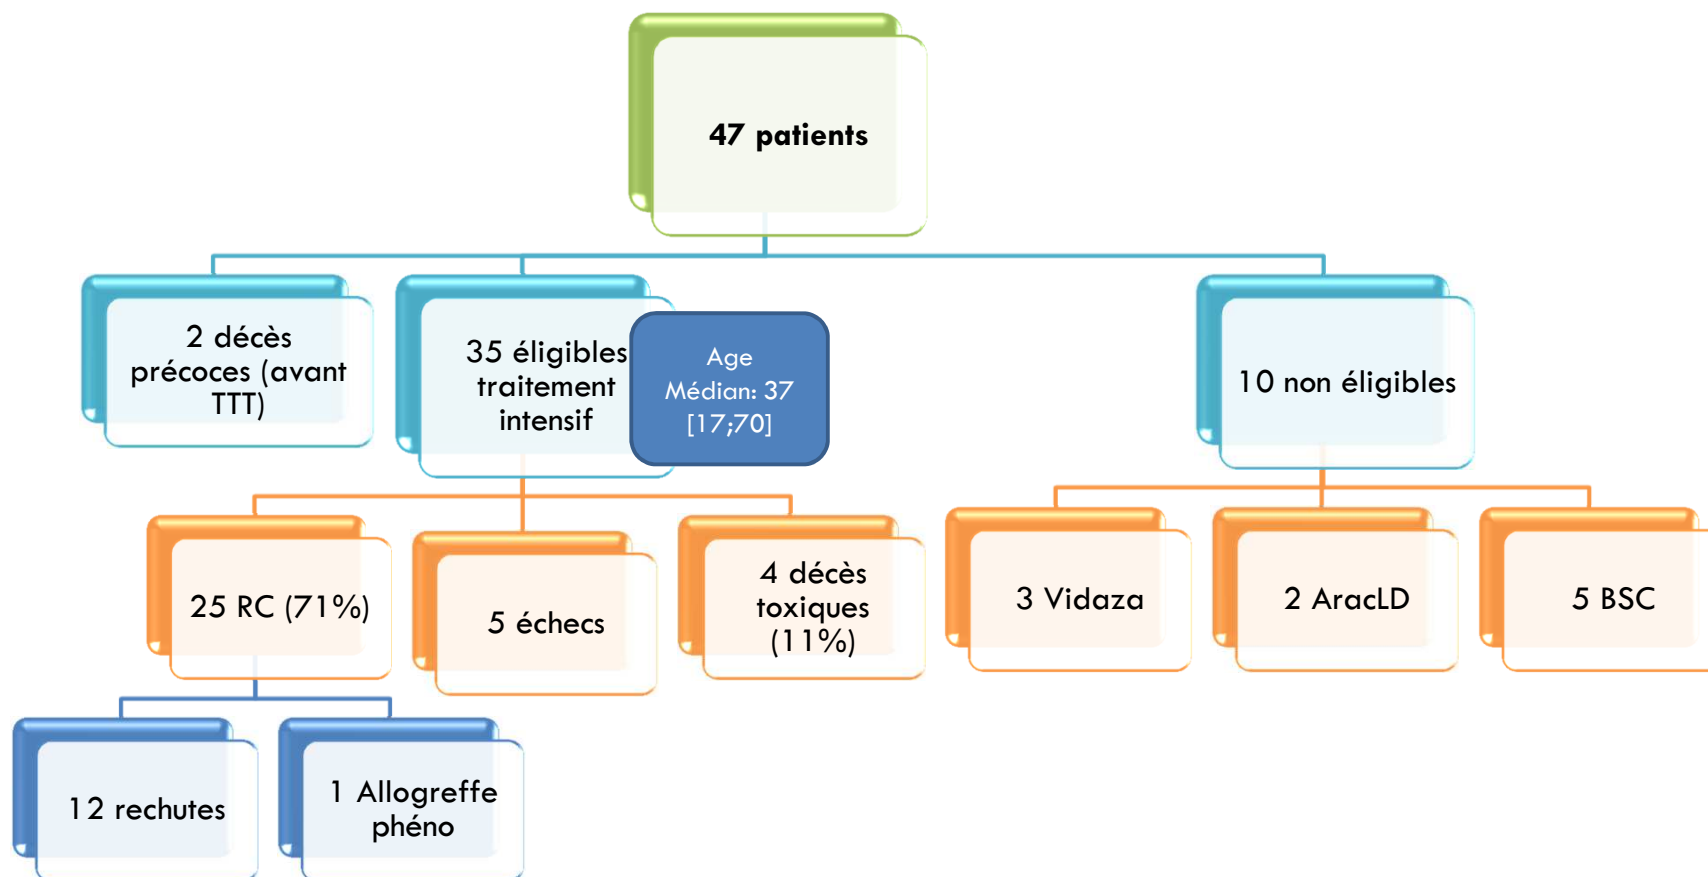 47 patients
2 décès
précoces (avant
TTT)
35 éligibles
traitement
intensif
Age
Médian: 37
[17;70]
10 non éligibles
25 RC (71%)
5 échecs
4 décès
toxiques
(11%)
3 Vidaza
2 AracLD
5 BSC
12 rechutes
1 Allogreffe
phéno